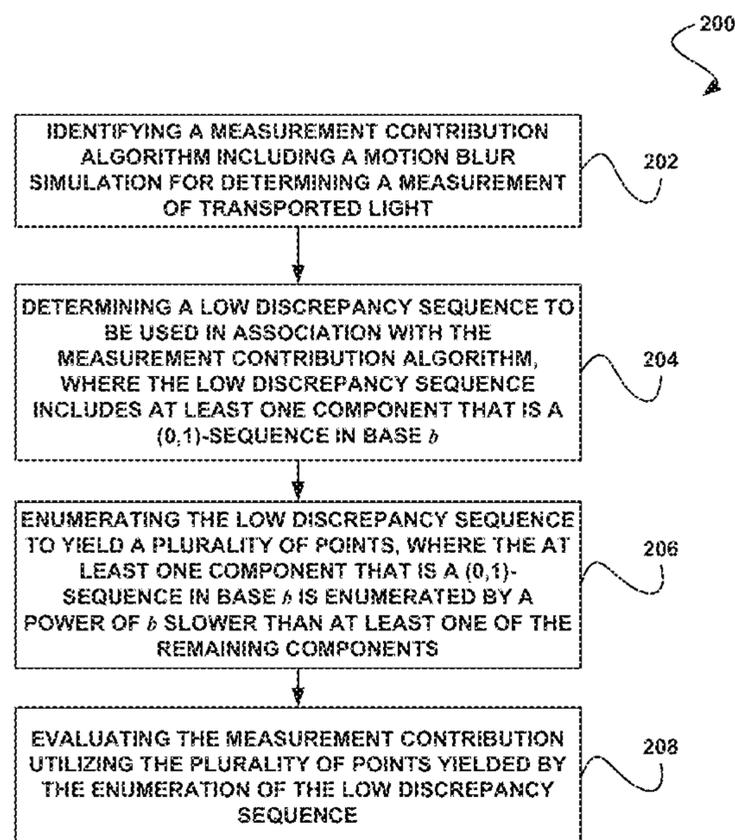 200
IDENTIFYING A MEASUREMENT CONTRIBUTION
ALGORITHM INCLUDING A MOTION BLUR
SIMULATION FOR DETERMINING A MEASUREMENT
OF TRANSPORTED LIGHT
202
DETERMINING A LOW DISCREPANCY SEQUENCE TO
BE USED IN ASSOCIATION WITH THE
MEASUREMENT CONTRIBUTION ALGORITHM,
WHERE THE LOW DISCREPANCY SEQUENCE
INCLUDES AT LEAST ONE COMPONENT THAT IS A
(0,1)-SEQUENCE IN BASE b
204
ENUMERATING THE LOW DISCREPANCY SEQUENCE
TO YIELD A PLURALITY OF POINTS, WHERE THE AT
LEAST ONE COMPONENT THAT IS A (0,1)-
SEQUENCE IN BASE b IS ENUMERATED BY A
POWER OF b SLOWER THAN AT LEAST ONE OF THE
REMAINING COMPONENTS
206
EVALUATING THE MEASUREMENT CONTRIBUTION
UTILIZING THE PLURALITY OF POINTS YIELDED BY
THE ENUMERATION OF THE LOW DISCREPANCY
SEQUENCE
208